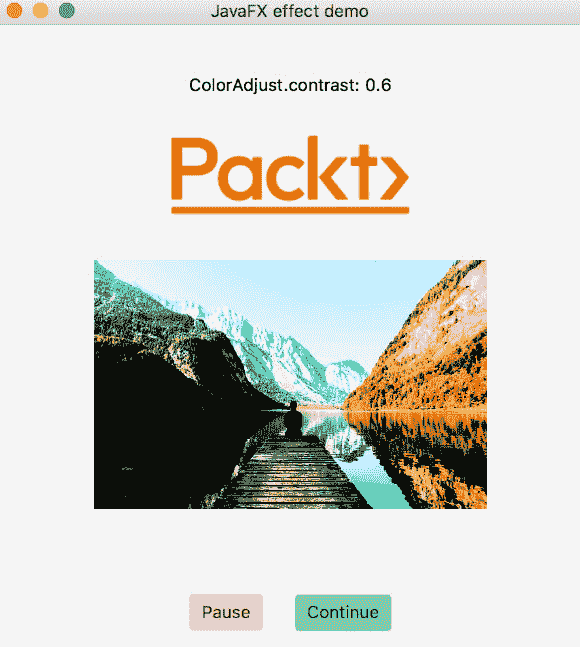 JavaFX effect demo
ColorAdjust.contrast: 0.6
Packt>
Pause
Continue